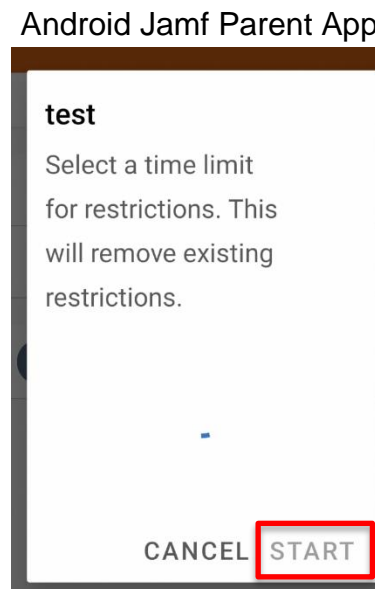 Android Jamf Parent App
test
Select a time limit
for restrictions. This
will remove existing
restrictions.
CANCEL START